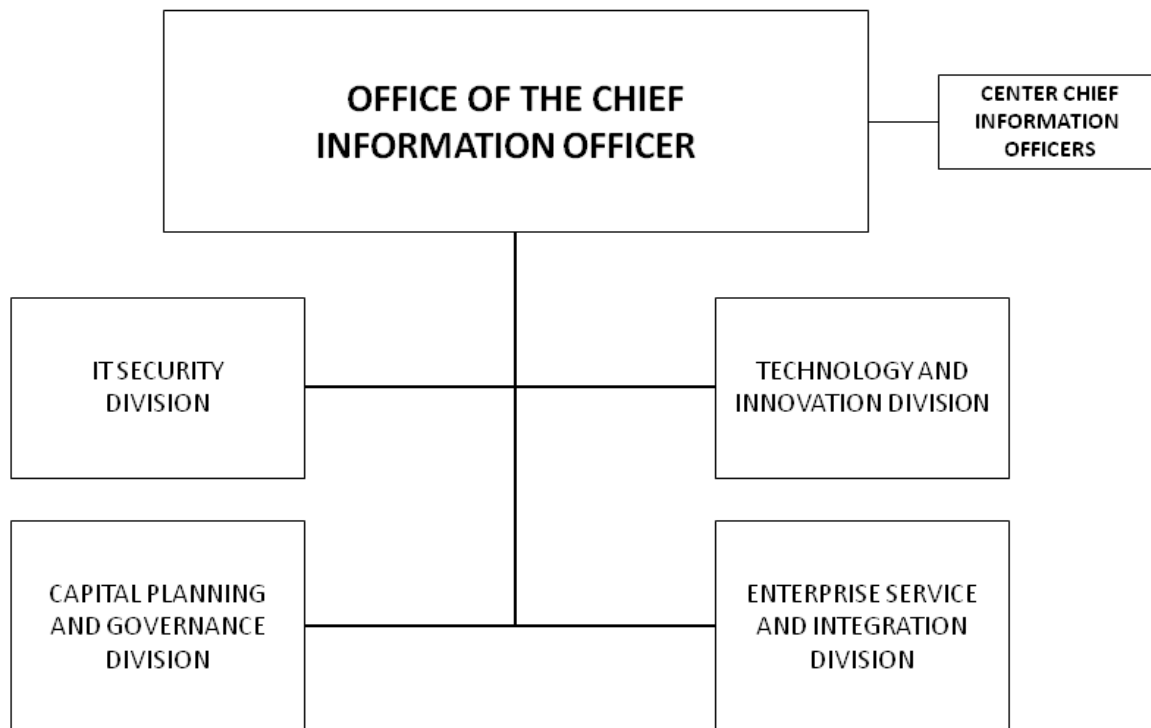 OFFICE OF THE CHIEF
INFORMATION OFFICER
CENTER CHIEF
INFORMATION
OFFICERS
IT SECURITY
DIVISION
TECHNOLOGY AND
INNOVATION DIVISION
CAPITAL PLANNING
AND GOVERNANCE
DIVISION
ENTERPRISE SERVICE
AND INTEGRATION
DIVISION